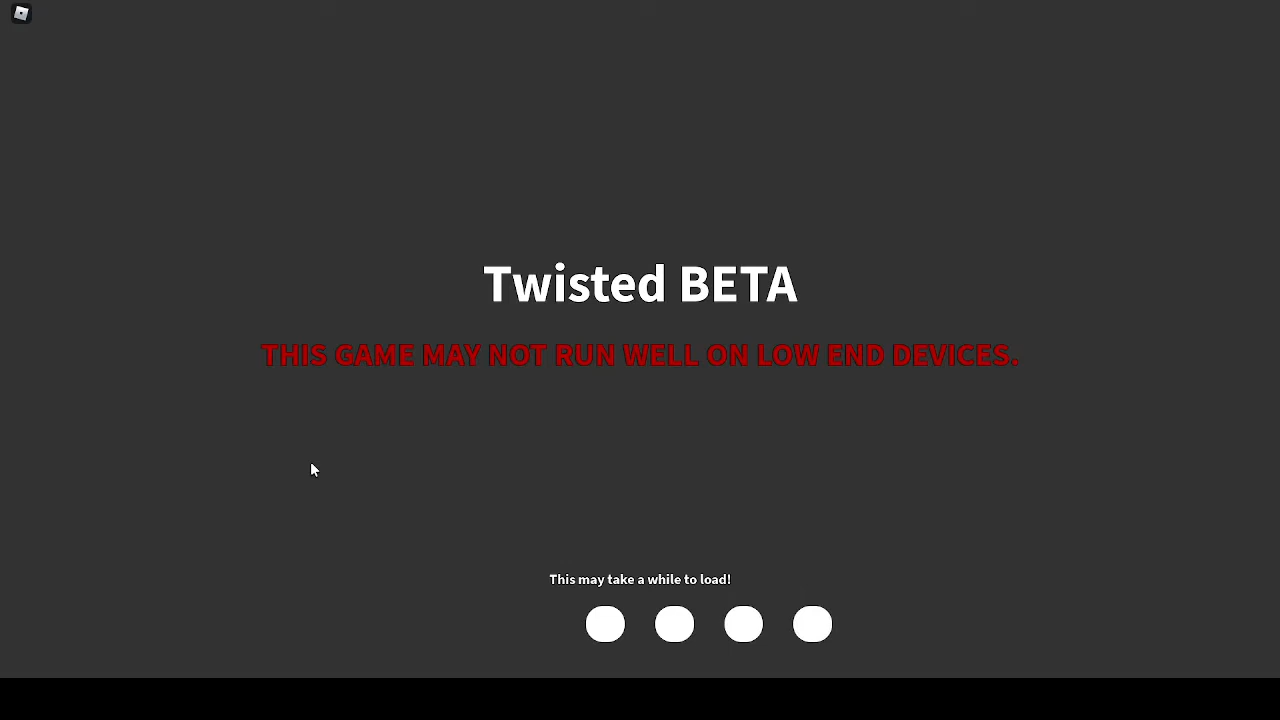 Twisted BETA
THIS GAME MAY NOT RUN WELL ON LOW END DEVICES.
This may take a while to load!